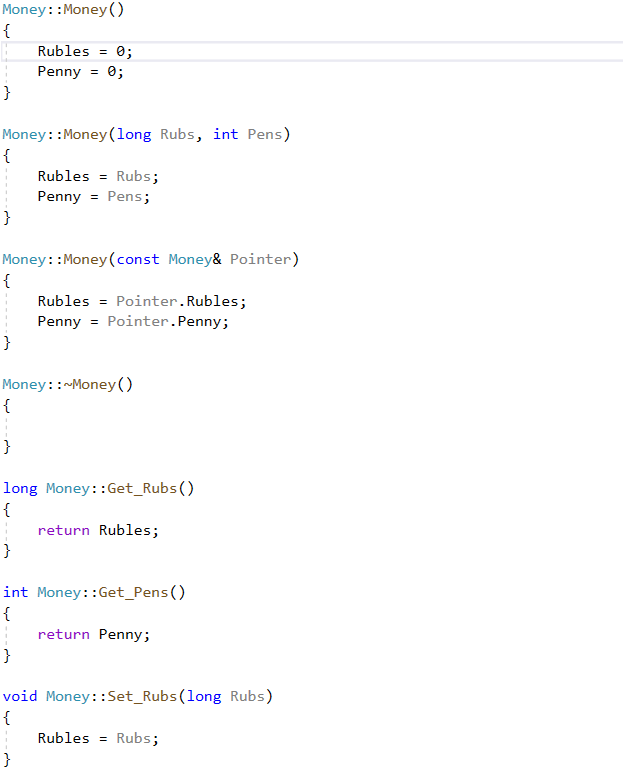 Money::Money()
{
    Rubles = 0;
    Penny = 0;
}
Money::Money(long Rubs, int Pens)
{
    Rubles = Rubs;
    Penny = Pens;
}
Money::Money(const Money& Pointer)
{
    Rubles = Pointer.Rubles;
    Penny = Pointer.Penny;
}
Money::~Money()
{
}
long Money::Get_Rubs()
{
    return Rubles;
}
int Money::Get_Pens()
{
    return Penny;
}
void Money::Set_Rubs(long Rubs)
{
    Rubles = Rubs;
}